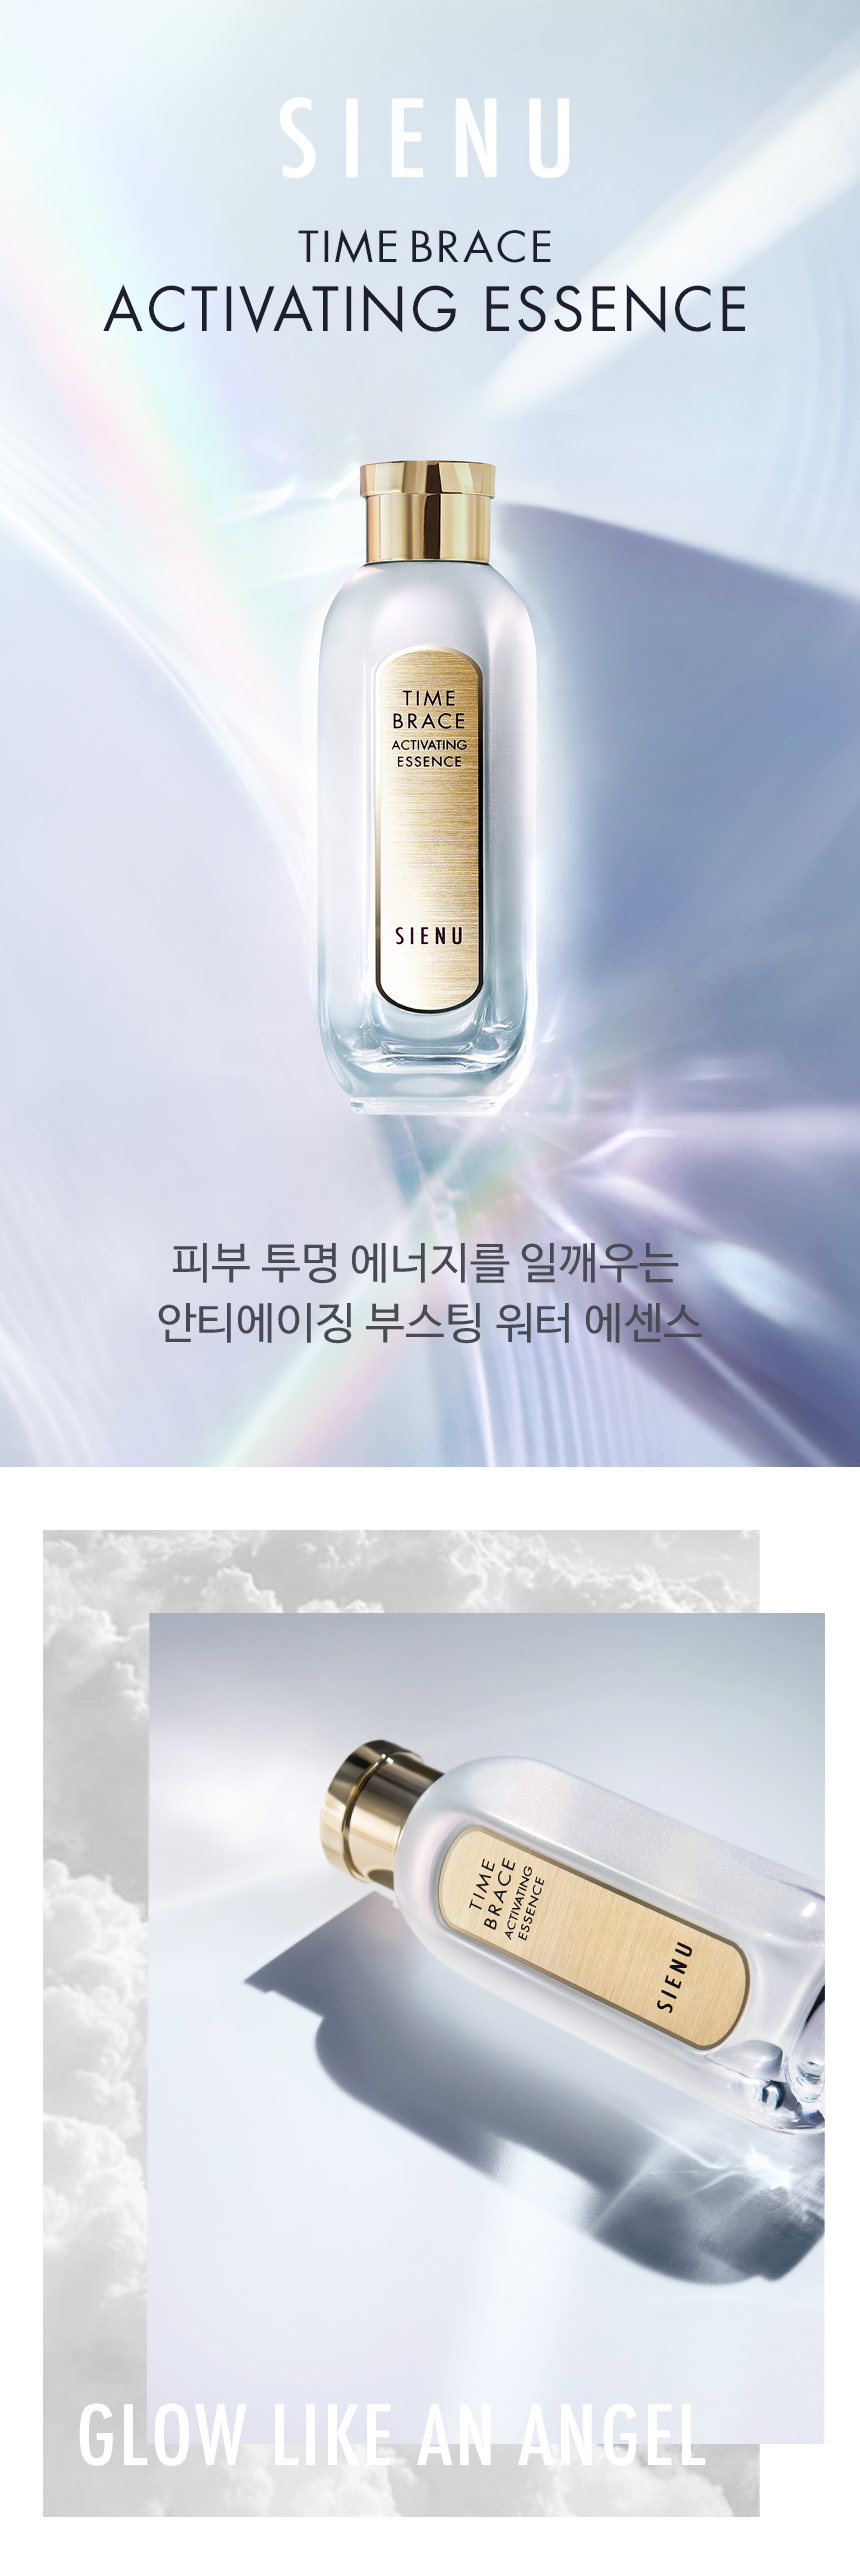 SIENU
TIME BRACE
ACTIVATING ESSENCE
TIME
BRACE
ACTIVATING
ESSENCE
SIENU
피부 투명 에너지를 일깨우는
안티에이징 부스팅 워터 에센스
TIME
BRACE
ACTIVATING
ESSENCE
SIENU
GLOW LIKE AN ANGEL